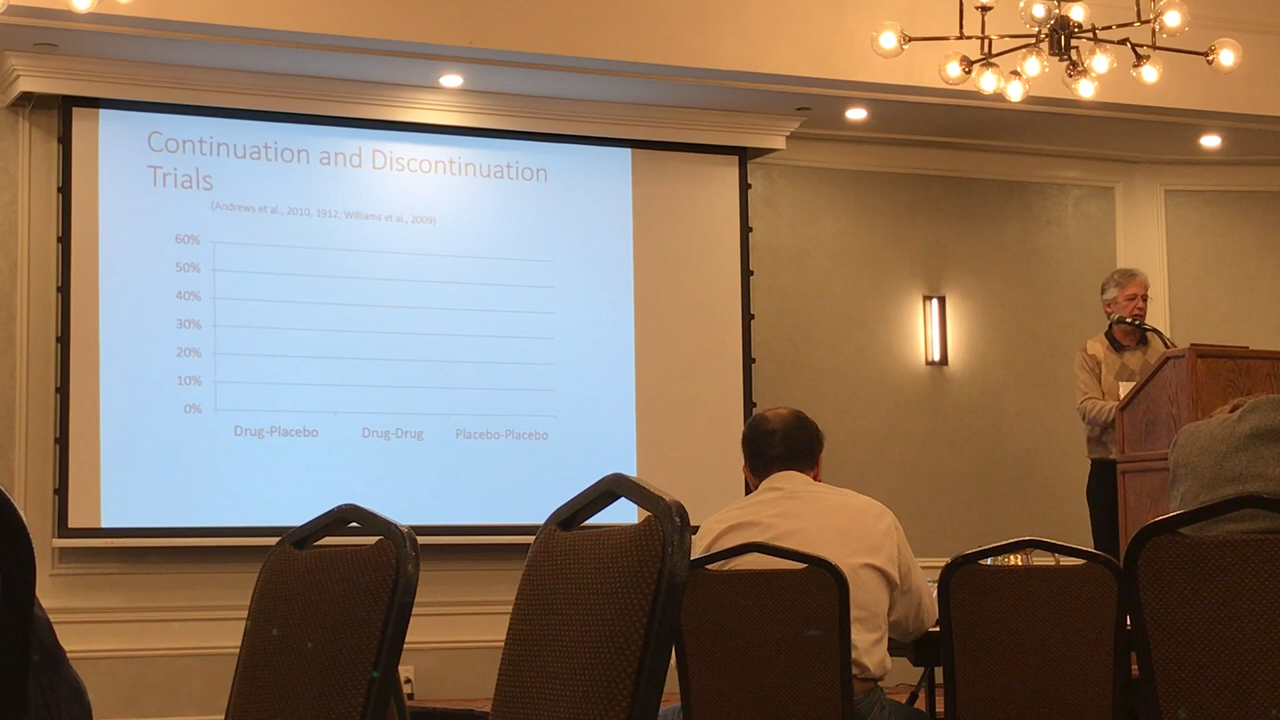 Continuation and Discontinuation
Trials
(Andrews et al., 2010, 1912; Williams et al., 2009)
60%
50%
40%
30%
20%
10%
0%
Drug-Placebo Drug-Drug Placebo-Placebo